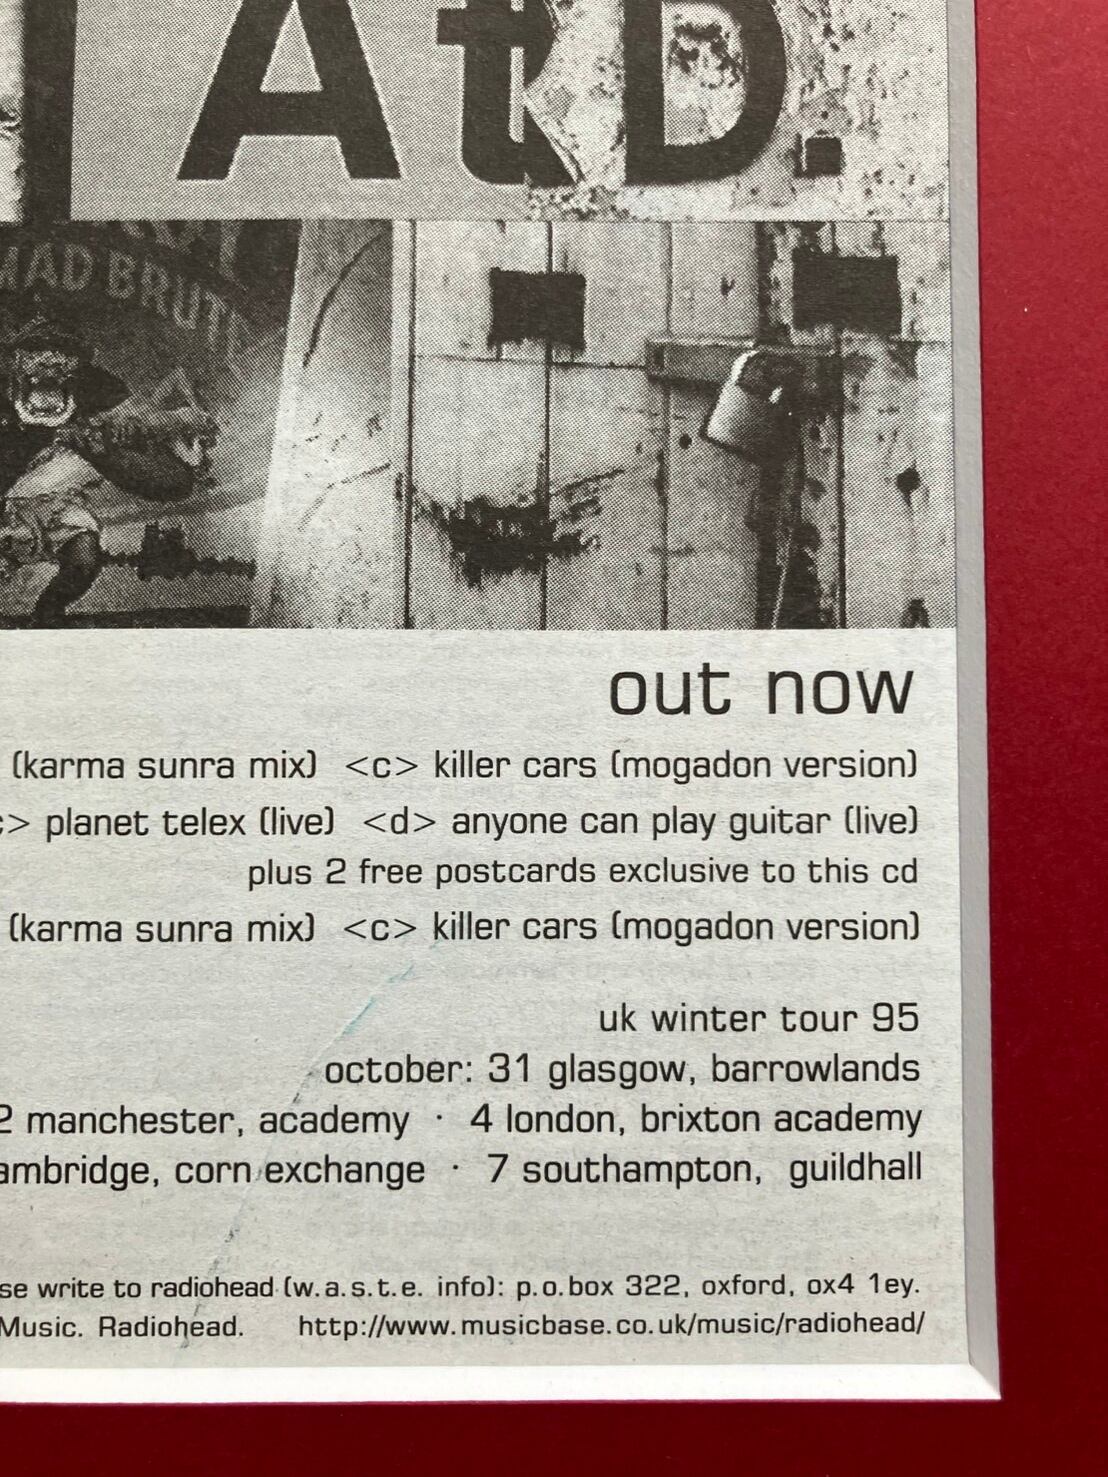 AtD.
MAD BRUT
out now
(karma sunra mix) <c> killer cars (mogadon version)
> planet telex (live) <d> anyone can play guitar (live)
plus 2 free postcards exclusive to this cd
(karma sunra mix) <c> killer cars (mogadon version)
uk winter tour 95
october: 31 glasgow, barrowlands
2 manchester, academy · 4 london, brixton academy
ambridge, corn exchange · 7 southampton, guildhall
se write to radiohead (w.a.s.t.e. info): p.o.box 322, oxford, ox4 1ey.
Music. Radiohead. http://www.musicbase.co.uk/music/radiohead/